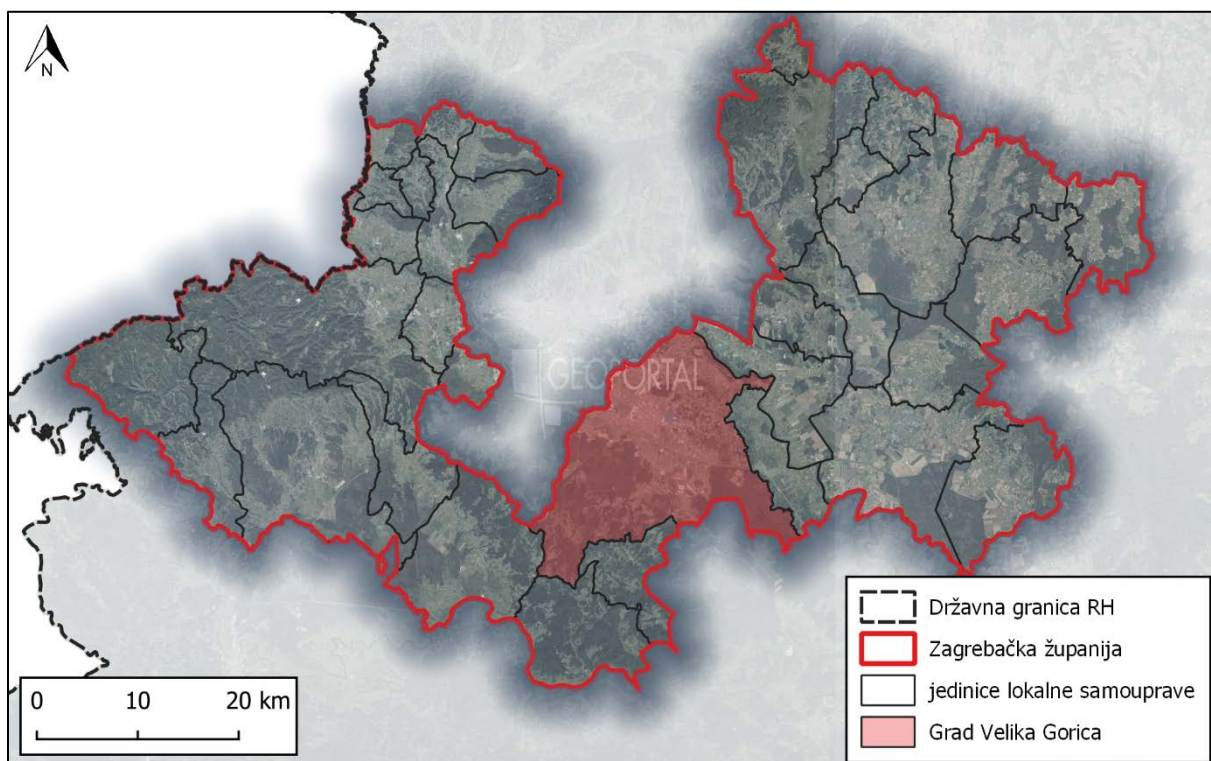 N
GEOPORTAL
Državna granica RH
Zagrebačka županija
jedinice lokalne samouprave
Grad Velika Gorica
0 10 20 km